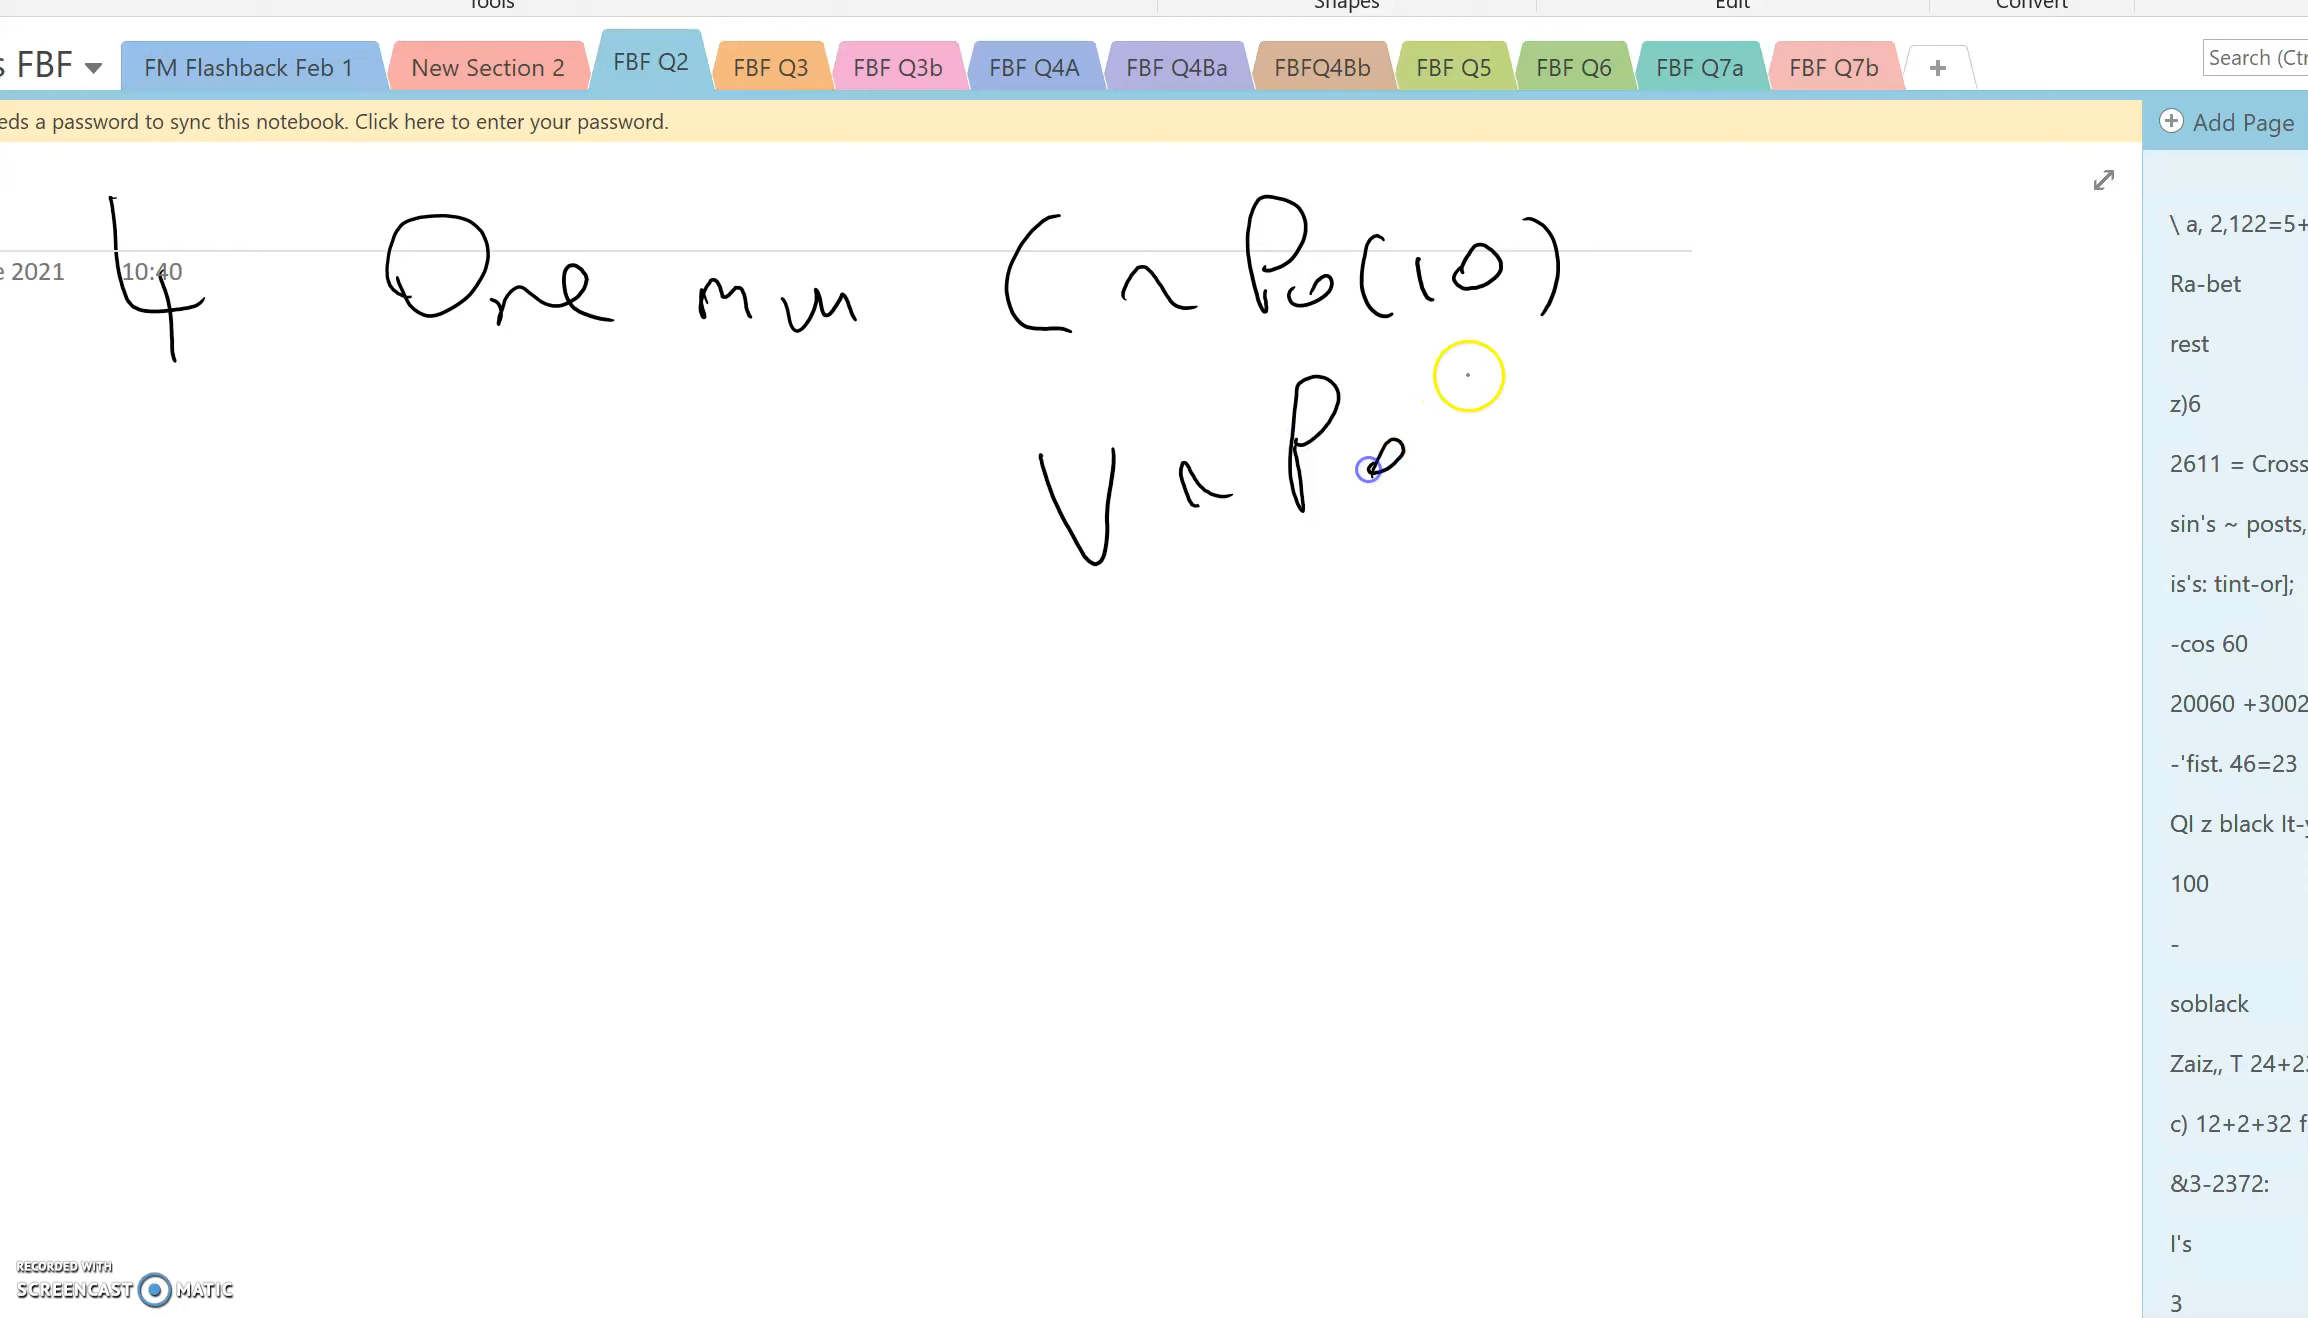 Tools Shapes Edit Convert
s FBF FM Flashback Feb 1 New Section 2 FBF Q2 FBF Q3 FBF Q3b FBF Q4A FBF Q4Ba FBFQ4Bb FBF Q5 FBF Q6 FBF Q7a FBF Q7b + Search (Ctr
eds a password to sync this notebook. Click here to enter your password.
Add Page
4 One min C ~ Po(10)
e 2021 10:40
V ~ Po
\ a, 2,122=5+
Ra-bet
rest
z)6
2611 = Cross
sin's ~ posts,
is's: tint-or];
-cos 60
20060 +3002
-'fist. 46=23
QI z black It-y
100
-
soblack
Zaiz,, T 24+23
c) 12+2+32 f
&3-2372:
I's
3
RECORDED WITH
SCREENCAST MATIC